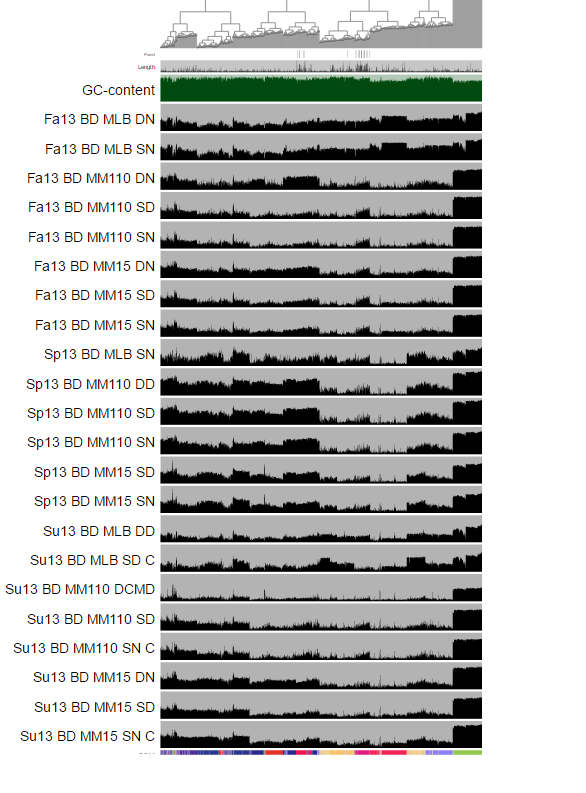 Parent
Length
GC-content
Fa13 BD MLB DN
Fa13 BD MLB SN
Fa13 BD MM110 DN
Fa13 BD MM110 SD
Fa13 BD MM110 SN
Fa13 BD MM15 DN
Fa13 BD MM15 SD
Fa13 BD MM15 SN
Sp13 BD MLB SN
Sp13 BD MM110 DD
Sp13 BD MM110 SD
Sp13 BD MM110 SN
Sp13 BD MM15 SD
Sp13 BD MM15 SN
Su13 BD MLB DD
Su13 BD MLB SD C
Su13 BD MM110 DCMD
Su13 BD MM110 SD
Su13 BD MM110 SN C
Su13 BD MM15 DN
Su13 BD MM15 SD
Su13 BD MM15 SN C